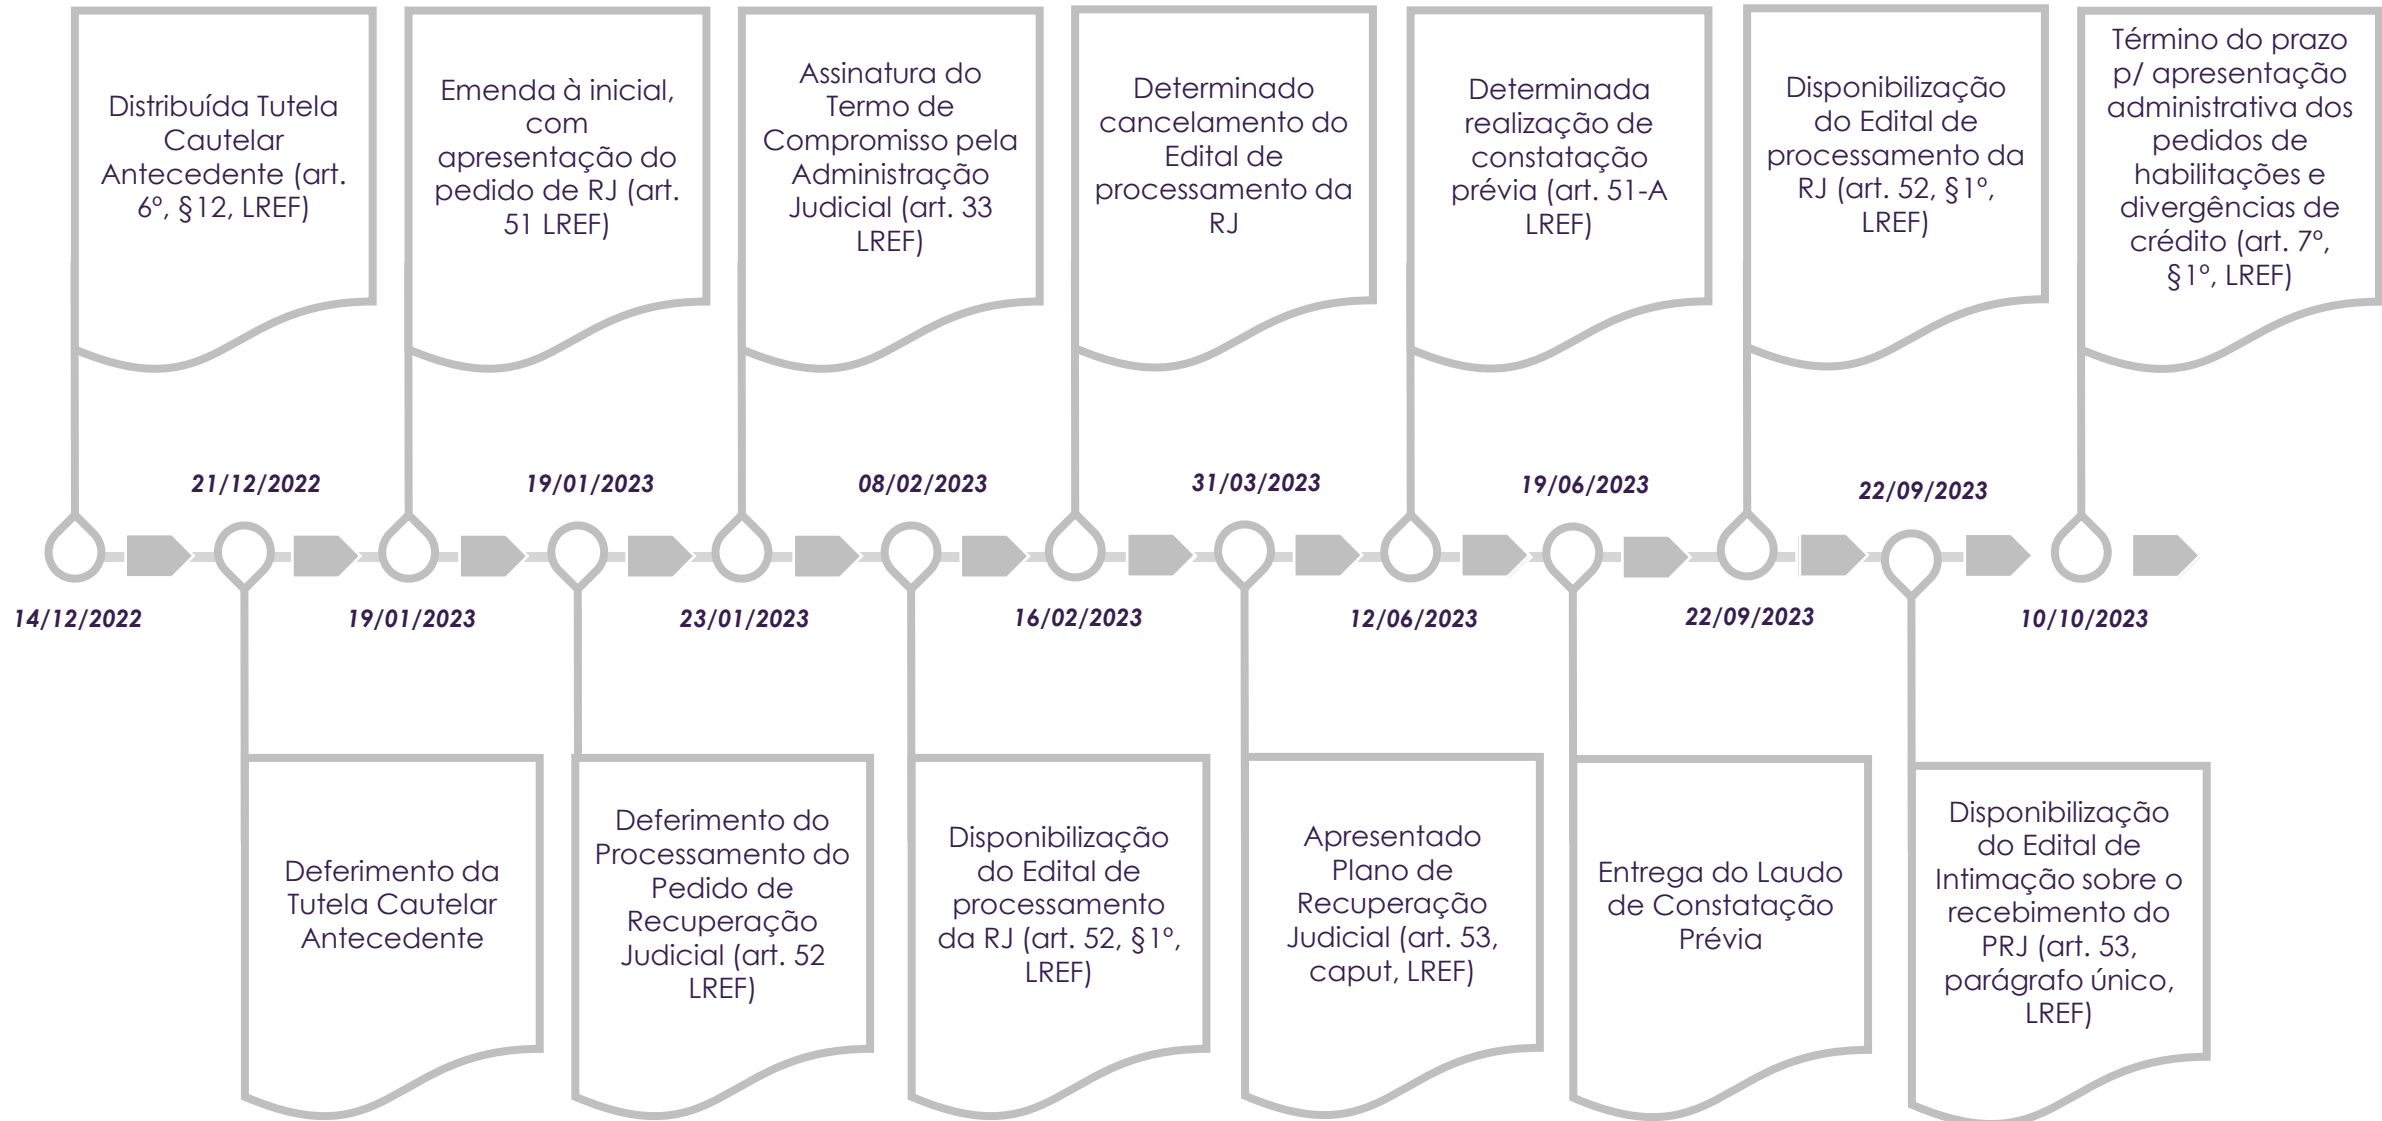 Distribuída Tutela
Cautelar
Antecedente (art.
6º, §12, LREF)
Emenda à inicial,
com
apresentação do
pedido de RJ (art.
51 LREF)
Assinatura do
Termo de
Compromisso pela
Administração
Judicial (art. 33
LREF)
Determinado
cancelamento do
Edital de
processamento da
RJ
Determinada
realização de
constatação
prévia (art. 51-A
LREF)
Disponibilização
do Edital de
processamento da
RJ (art. 52, §1º,
LREF)
Término do prazo
p/ apresentação
administrativa dos
pedidos de
habilitações e
divergências de
crédito (art. 7º,
§1º, LREF)
21/12/2022
19/01/2023
08/02/2023
31/03/2023
19/06/2023
22/09/2023
14/12/2022
19/01/2023
23/01/2023
16/02/2023
12/06/2023
22/09/2023
10/10/2023
Deferimento da
Tutela Cautelar
Antecedente
Deferimento do
Processamento do
Pedido de
Recuperação
Judicial (art. 52
LREF)
Disponibilização
do Edital de
processamento
da RJ (art. 52, §1º,
LREF)
Apresentado
Plano de
Recuperação
Judicial (art. 53,
caput, LREF)
Entrega do Laudo
de Constatação
Prévia
Disponibilização
do Edital de
Intimação sobre o
recebimento do
PRJ (art. 53,
parágrafo único,
LREF)